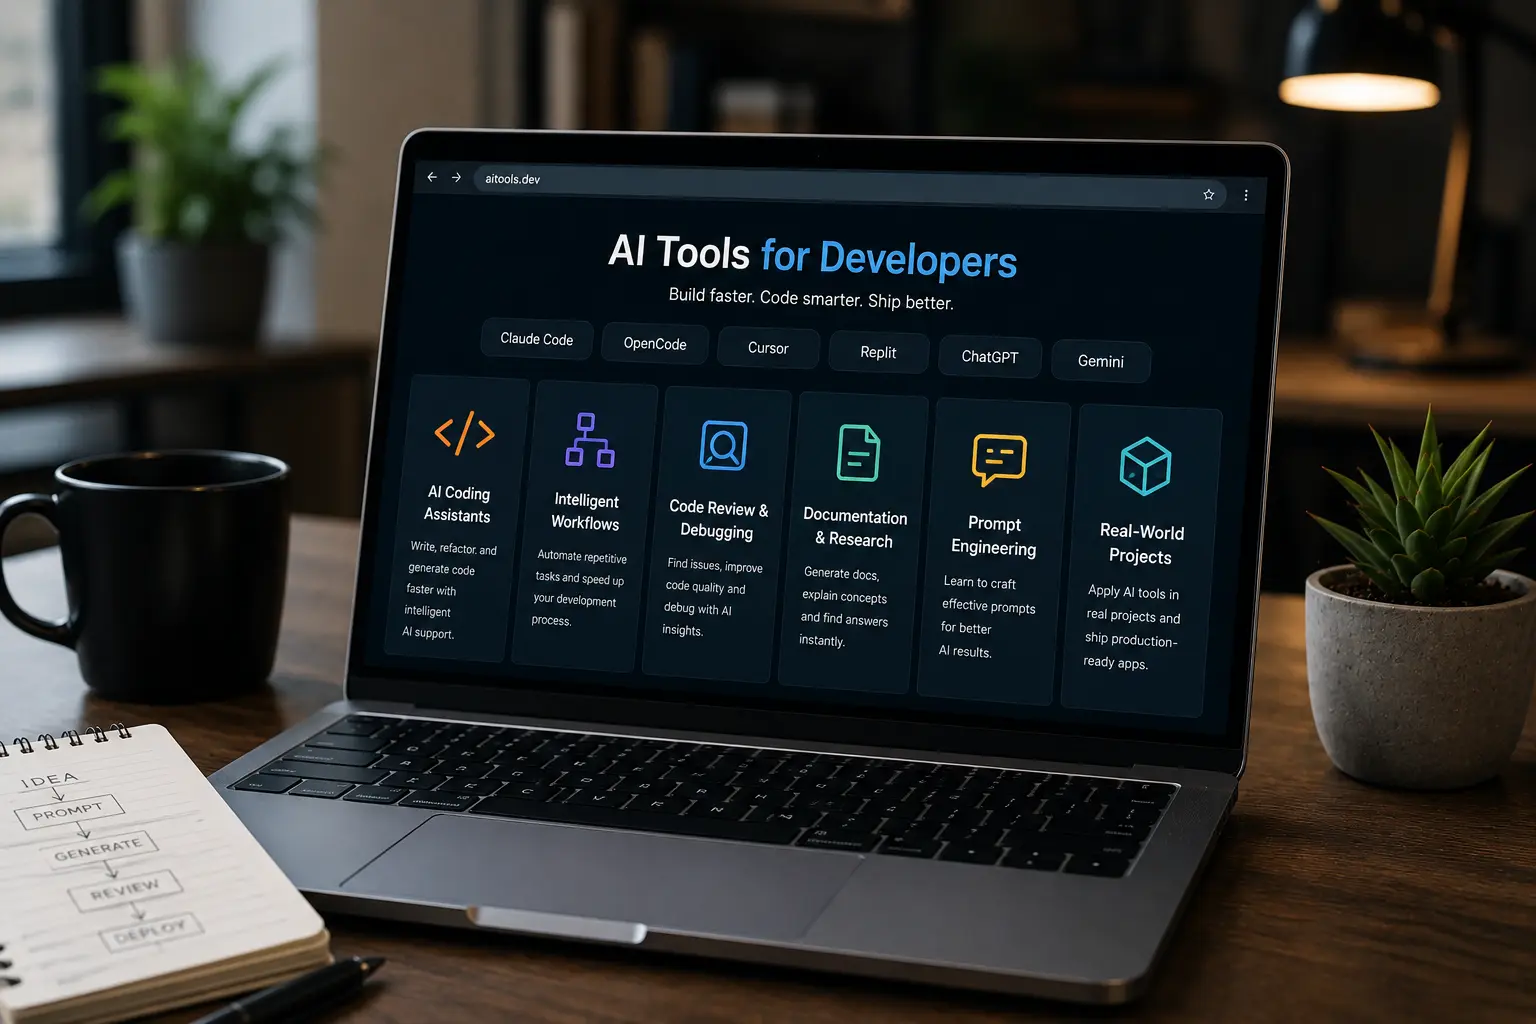 aitools.dev
AI Tools for Developers
Build faster. Code smarter. Ship better.
Claude Code
OpenCode
Cursor
Replit
ChatGPT
Gemini
AI Coding
Assistants
Write, refactor. and
generate code
faster with
intelligent
AI support.
Intelligent
Workflows
Automate repetitive
tasks and speed up
your development
process.
Code Review &
Debugging
Find issues, improve
code quality and
debug with AI
insights.
Documentation
& Research
Generate docs,
explain concepts
and find answers
instantly.
Prompt
Engineering
Learn to craft
effective prompts
for better
AI results.
Real-World
Projects
Apply AI tools in
real projects and
ship production-
ready apps.
IDEA
PROMPT
GENERATE
REVIEW
DEPLOY